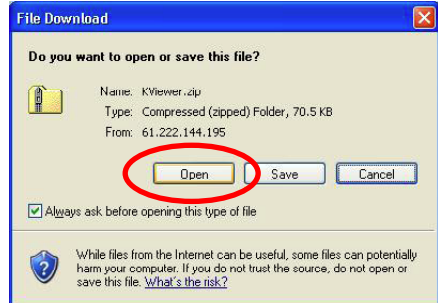 File Download
Do you want to open or save this file?
Name: KViewer.zip
Type: Compressed (zipped) Folder, 70.5 KB
From: 61.222.144.195
Open Save Cancel
Always ask before opening this type of file
While files from the Internet can be useful, some files can potentially
harm your computer. If you do not trust the source, do not open or
save this file. What's the risk?